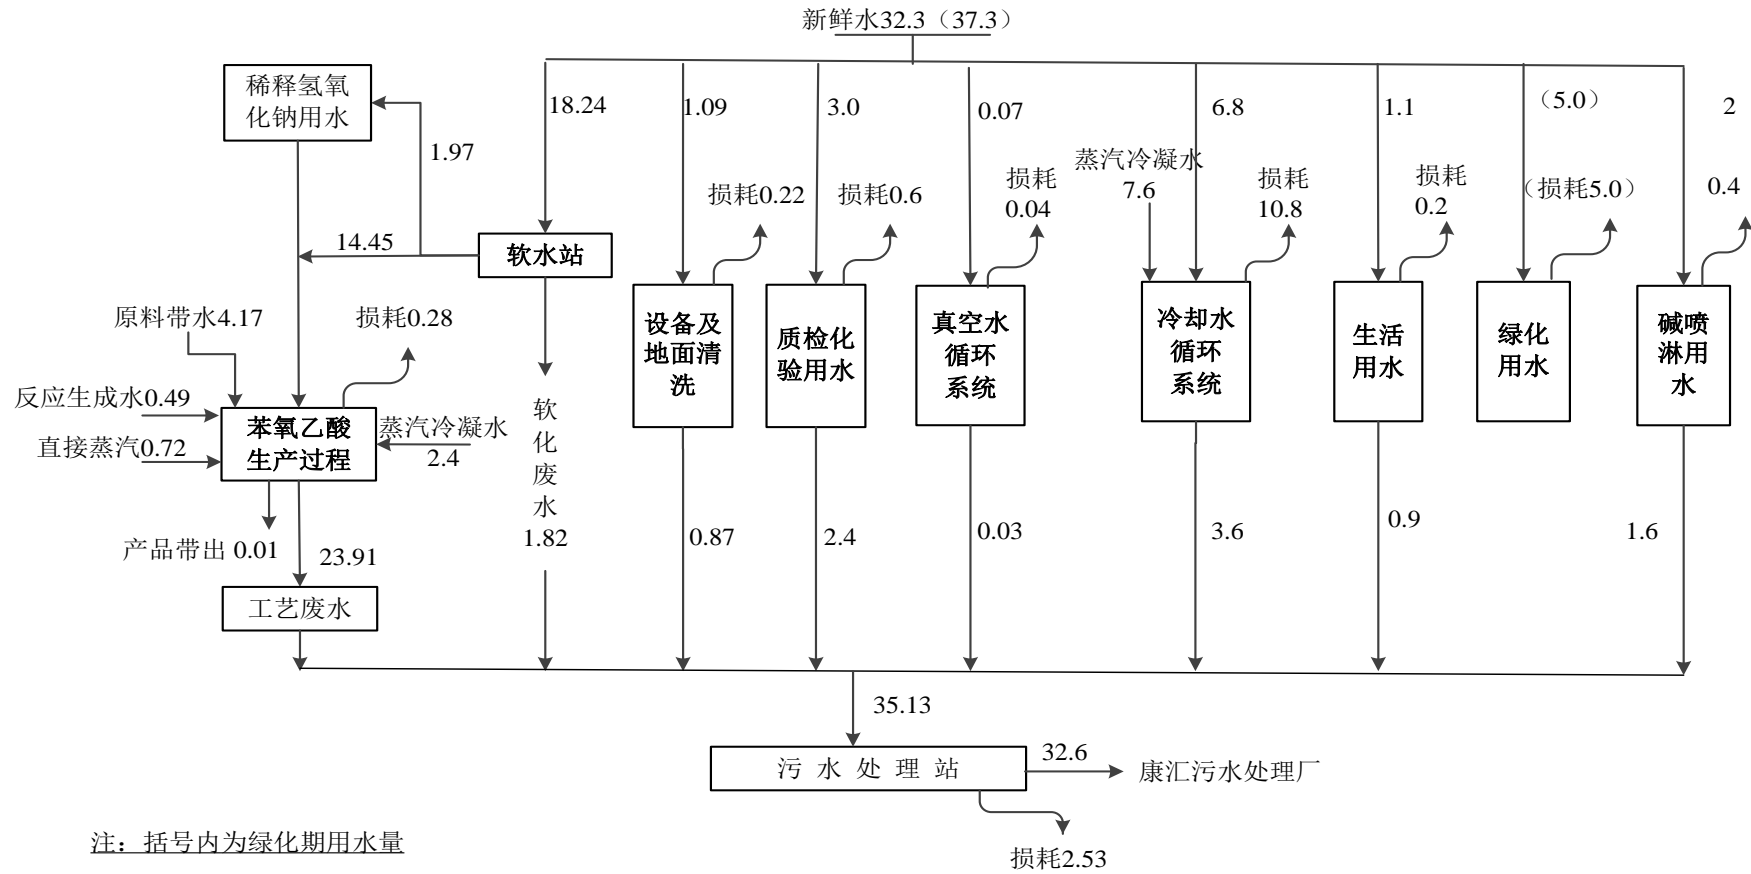 新鲜水32.3（37.3）
稀释氢氧
化钠用水
1.97
18.24
1.09
3.0
0.07
6.8
1.1
（5.0）
2
蒸汽冷凝水
7.6
损耗0.22
损耗0.6
损耗
0.04
损耗
10.8
损耗
0.2
（损耗5.0）
0.4
14.45
软水站
原料带水4.17
损耗0.28
反应生成水0.49
直接蒸汽0.72
苯氧乙酸
生产过程
蒸汽冷凝水
2.4
软
化
废
水
1.82
设备及
地面清
洗
质检化
验用水
真空水
循环
系统
冷却水
循环
系统
生活
用水
绿化
用水
碱喷
淋用
水
产品带出 0.01
23.91
工艺废水
0.87
2.4
0.03
3.6
0.9
1.6
35.13
污 水 处 理 站
32.6
康汇污水处理厂
损耗2.53
注：括号内为绿化期用水量